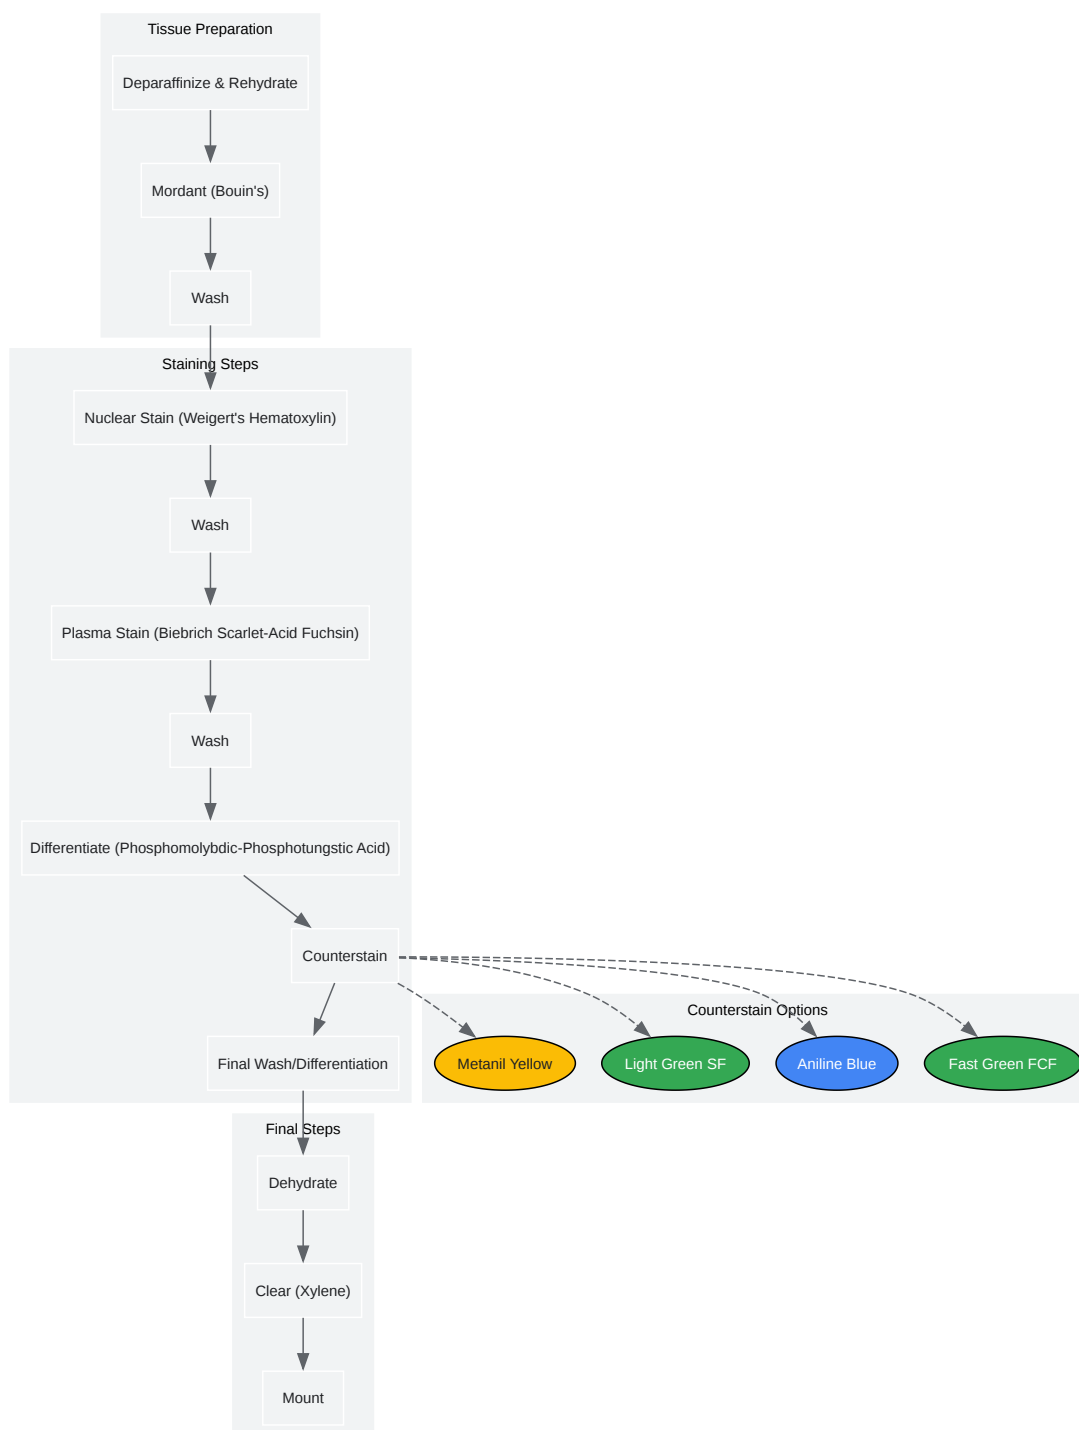 Tissue Preparation
Deparaffinize & Rehydrate
Mordant (Bouin's)
Wash
Staining Steps
Nuclear Stain (Weigert's Hematoxylin)
Wash
Plasma Stain (Biebrich Scarlet-Acid Fuchsin)
Wash
Differentiate (Phosphomolybdic-Phosphotungstic Acid)
Counterstain
Counterstain Options
Final Wash/Differentiation
Metanil Yellow
Light Green SF
Aniline Blue
Fast Green FCF
Final Steps
Dehydrate
Clear (Xylene)
Mount